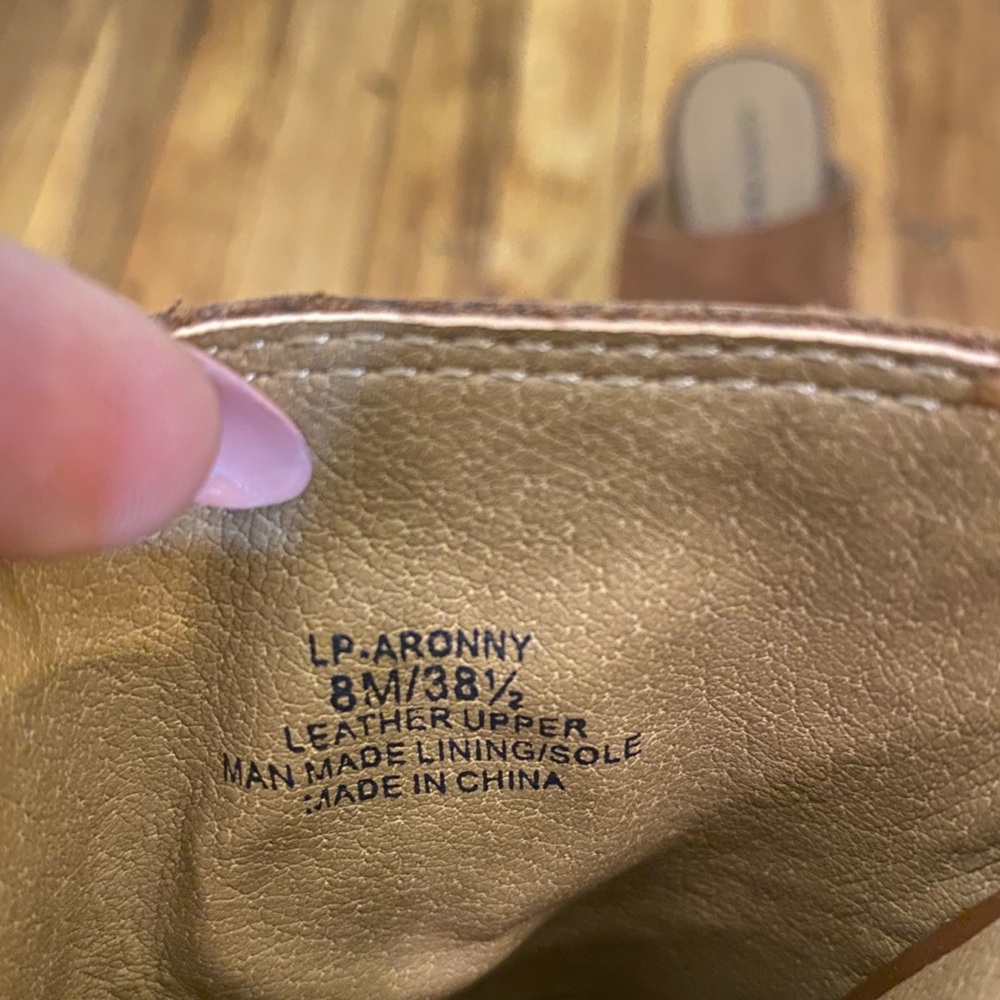 LP.ARONNY
8M/38½
LEATHER UPPER
MAN MADE LINING/SOLE
MADE IN CHINA